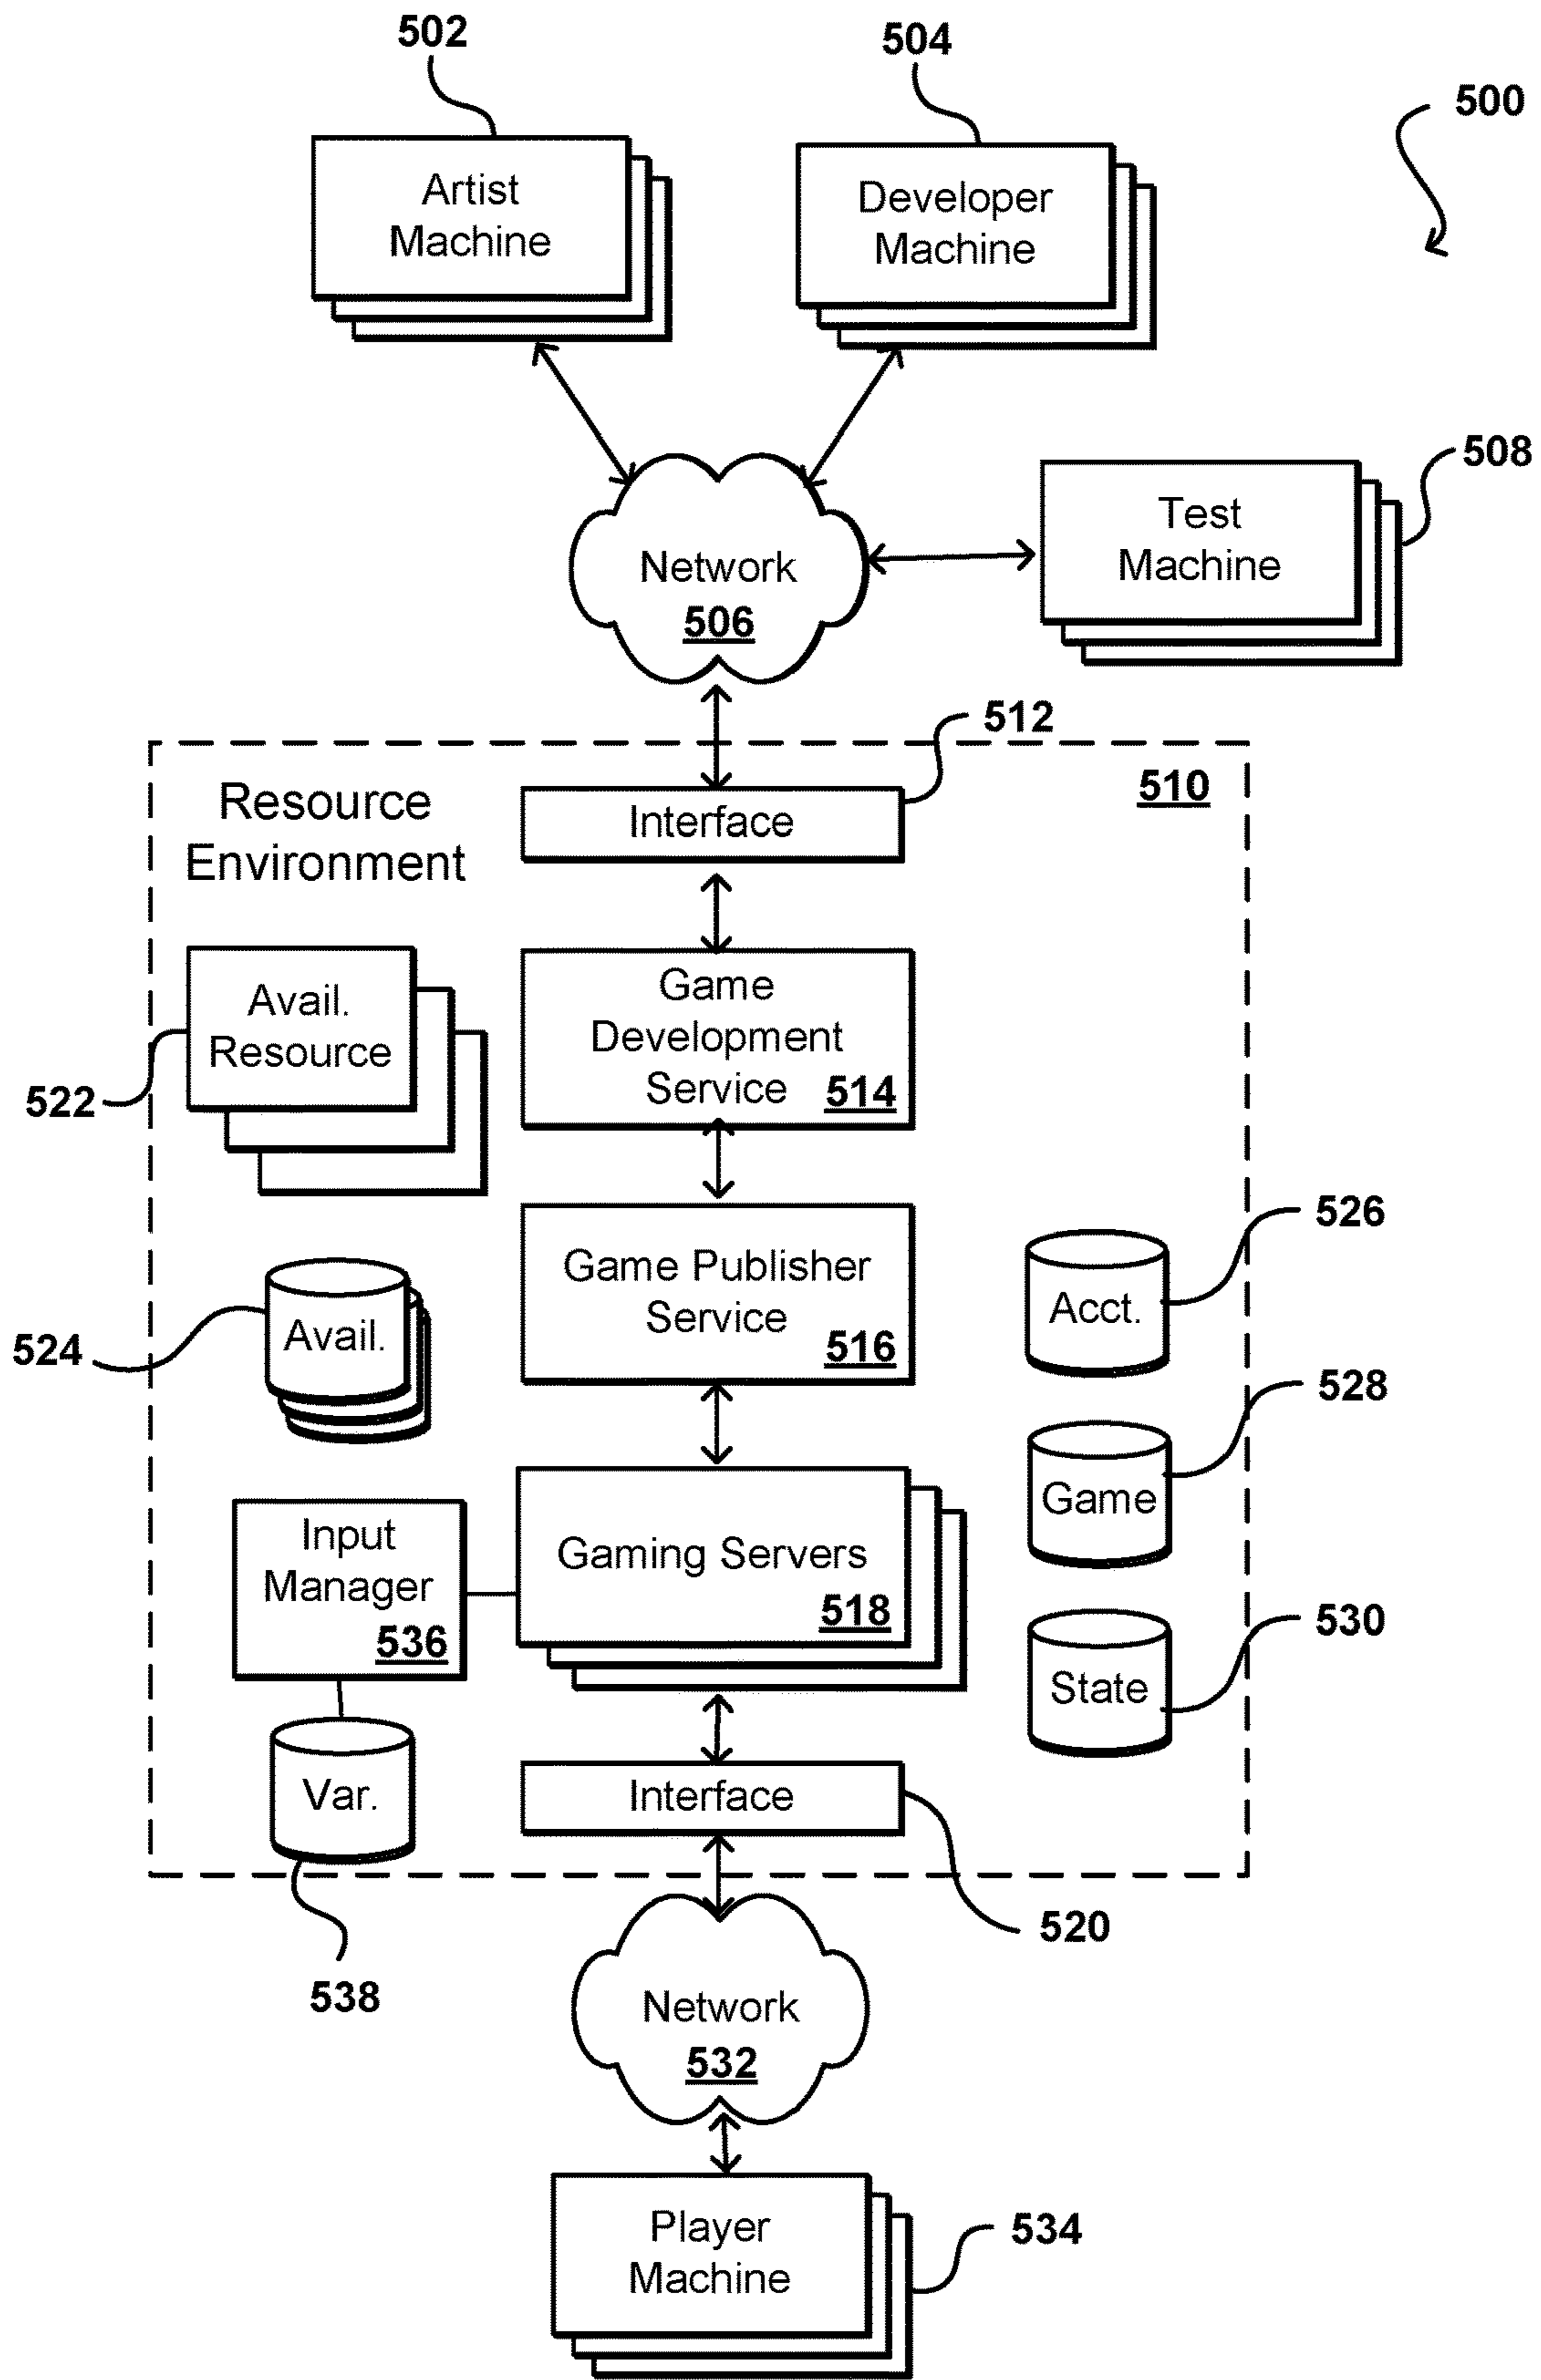 502
504
500
Artist
Machine
Developer
Machine
508
Test
Machine
Network
506
512
510
Resource
Environment
Interface
Avail.
Resource
522
Game
Development
Service
514
526
Game Publisher
Service
516
Acct.
524
Avail.
528
Game
Input
Manager
536
Gaming Servers
518
530
State
Var.
Interface
520
538
Network
532
Player
Machine
534